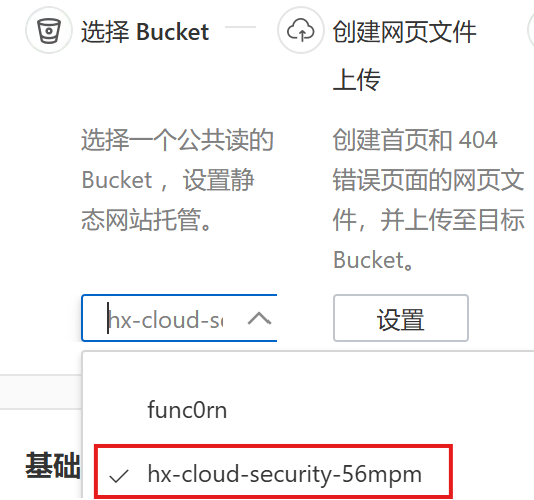 选择 Bucket
选择一个公共读的
Bucket ，设置静
态网站托管。
创建网页文件
上传
创建首页和 404
错误页面的网页文
件，并上传至目标
Bucket。
hx-cloud-se
设置
func0rn
hx-cloud-security-56mpm
基础